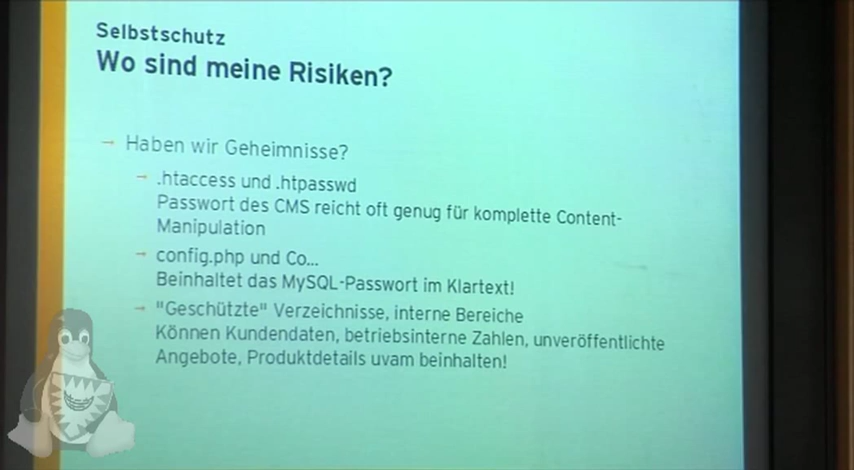 Selbstschutz
Wo sind meine Risiken?
→ Haben wir Geheimnisse?
→ .htaccess und .htpasswd
Passwort des CMS reicht oft genug für komplette Content-
Manipulation
→ config.php und Co...
Beinhaltet das MySQL-Passwort im Klartext!
→ "Geschützte" Verzeichnisse, interne Bereiche
Können Kundendaten, betriebsinterne Zahlen, unveröffentlichte
Angebote, Produktdetails uvam beinhalten!